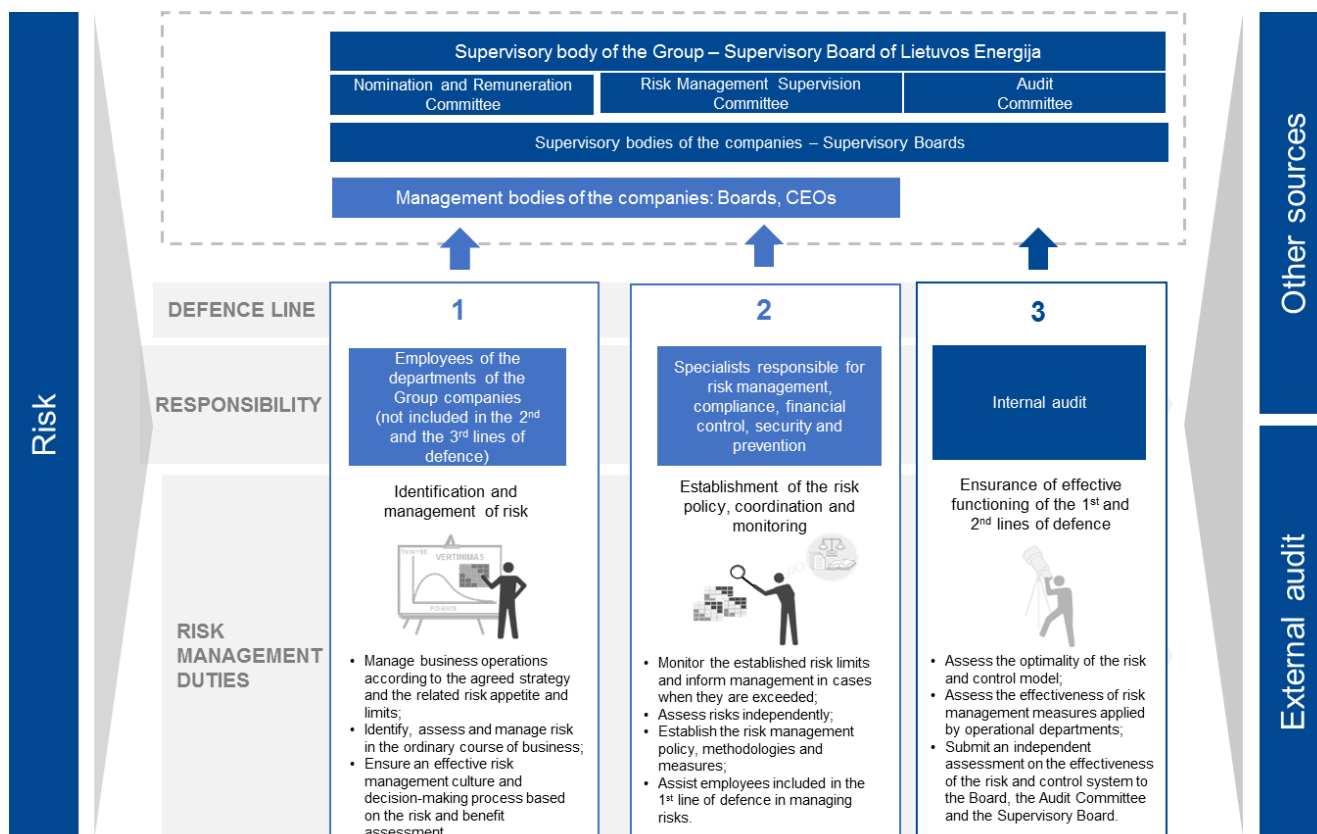 Risk
Supervisory body of the Group – Supervisory Board of Lietuvos Energija
Nomination and Remuneration
Committee
Risk Management Supervision
Committee
Audit
Committee
Supervisory bodies of the companies – Supervisory Boards
Management bodies of the companies: Boards, CEOs
DEFENCE LINE
1
2
3
RESPONSIBILITY
Employees of the
departments of the
Group companies
(not included in the 2nd
and the 3rd lines of
defence)
Specialists responsible for
risk management,
compliance, financial
control, security and
prevention
Internal audit
RISK
MANAGEMENT
DUTIES
Identification and
management of risk
VERTINIMAS
• Manage business operations
according to the agreed strategy
and the related risk appetite and
limits;
• Identify, assess and manage risk
in the ordinary course of business;
• Ensure an effective risk
management culture and
decision-making process based
on the risk and benefit
assessment
Establishment of the risk
policy, coordination and
monitoring
• Monitor the established risk limits
and inform management in cases
when they are exceeded;
• Assess risks independently;
• Establish the risk management
policy, methodologies and
measures;
• Assist employees included in the
1st line of defence in managing
risks.
Ensurance of effective
functioning of the 1st and
2nd lines of defence
• Assess the optimality of the risk
and control model;
• Assess the effectiveness of risk
management measures applied
by operational departments;
• Submit an independent
assessment on the effectiveness
of the risk and control system to
the Board, the Audit Committee
and the Supervisory Board.
Other sources
External audit